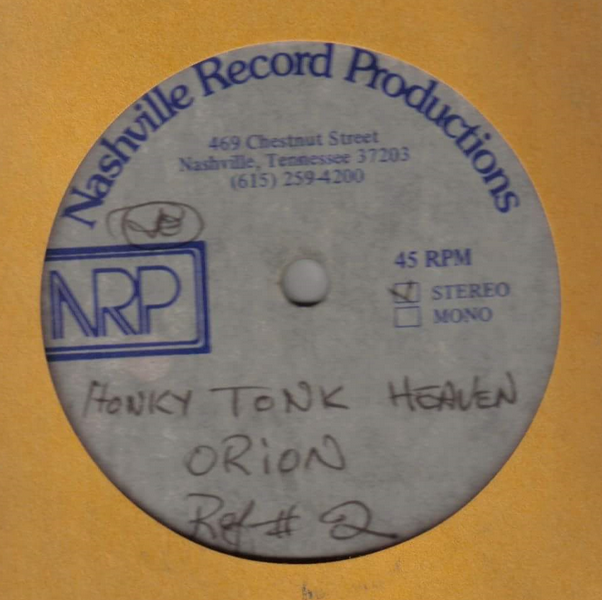 Nashville Record Productions
469 Chestnut Street
Nashville, Tennessee 37203
(615) 259-4200
NRP
45 RPM
STEREO
MONO
HONKY TONK HEAVEN
ORION
Ref # 2